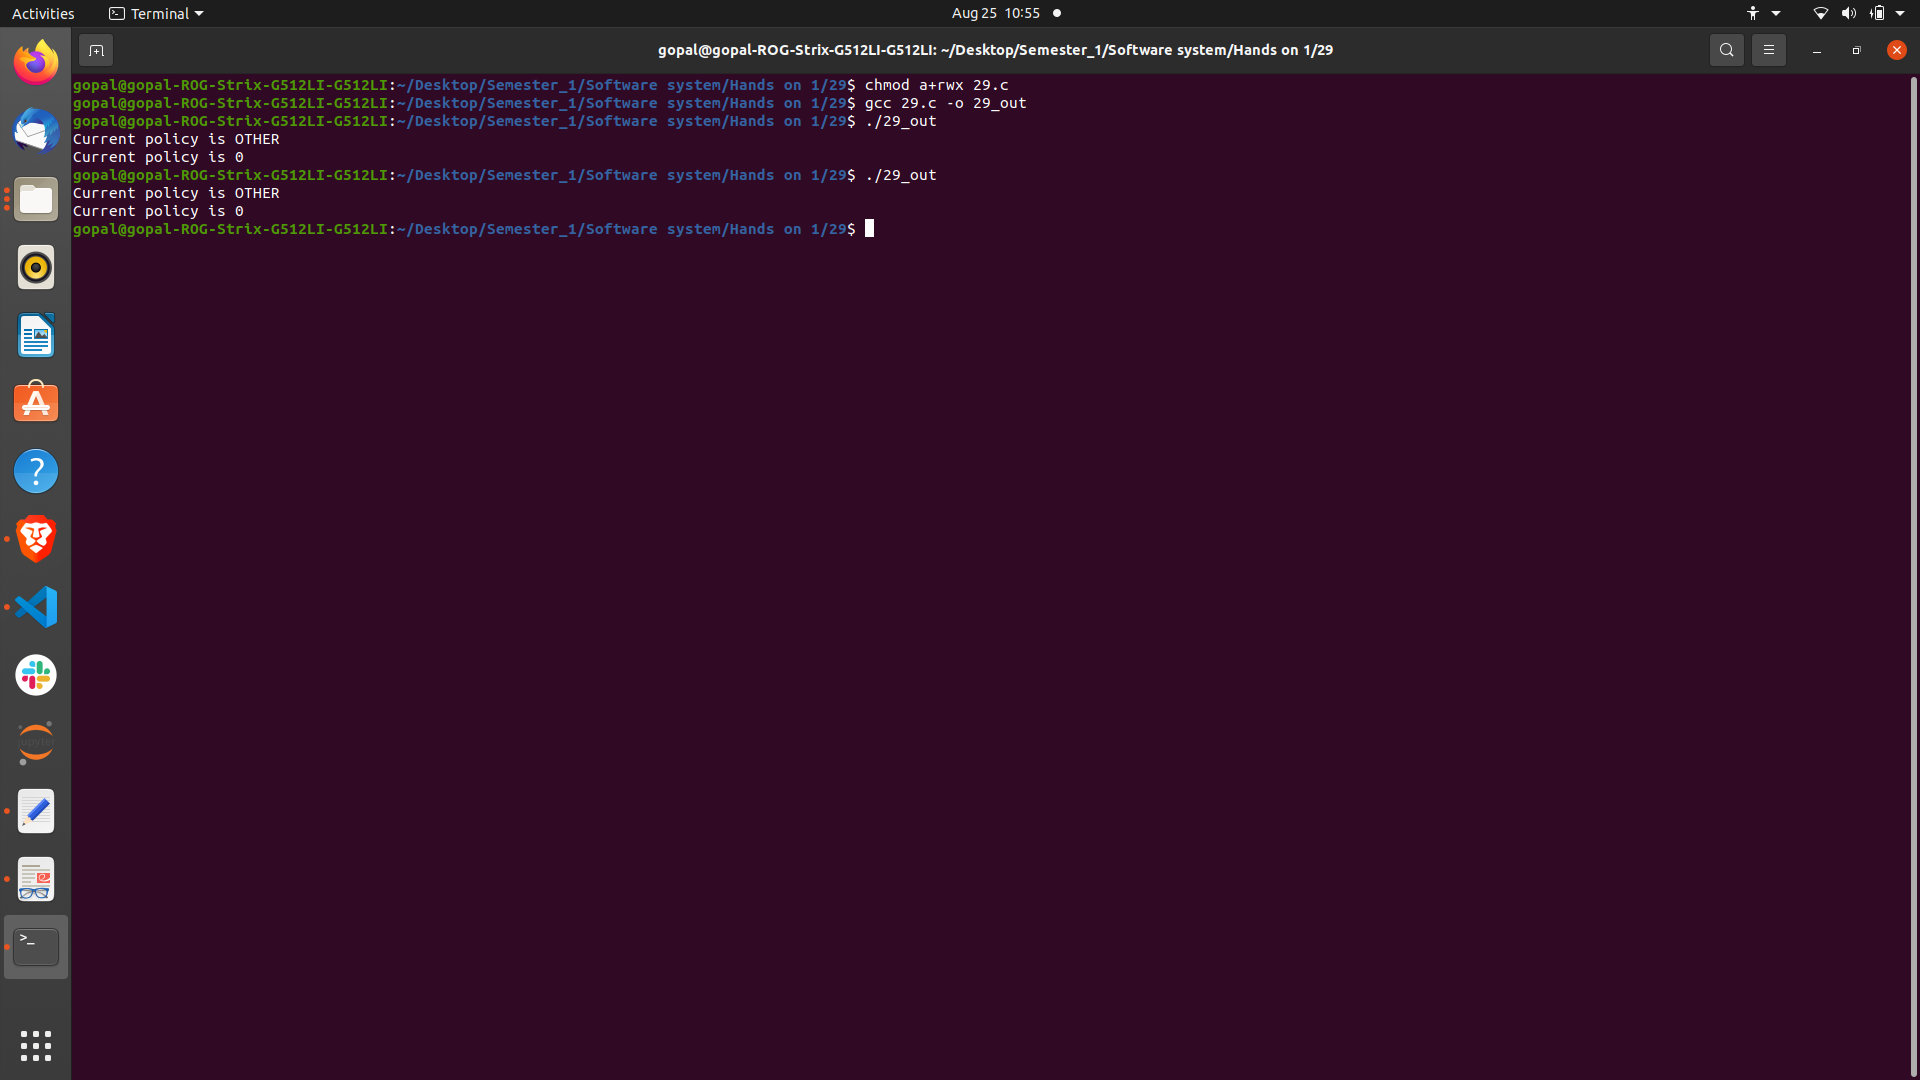 Activities
Terminal
Aug 25 10:55
gopal@gopal-ROG-Strix-G512LI-G512LI: ~/Desktop/Semester_1/Software system/Hands on 1/29
gopal@gopal-ROG-Strix-G512LI-G512LI:~/Desktop/Semester_1/Software system/Hands on 1/29$ chmod a+rwx 29.c
gopal@gopal-ROG-Strix-G512LI-G512LI:~/Desktop/Semester_1/Software system/Hands on 1/29$ gcc 29.c -o 29_out
gopal@gopal-ROG-Strix-G512LI-G512LI:~/Desktop/Semester_1/Software system/Hands on 1/29$ ./29_out
Current policy is OTHER
Current policy is 0
gopal@gopal-ROG-Strix-G512LI-G512LI:~/Desktop/Semester_1/Software system/Hands on 1/29$ ./29_out
Current policy is OTHER
Current policy is 0
gopal@gopal-ROG-Strix-G512LI-G512LI:~/Desktop/Semester_1/Software system/Hands on 1/29$